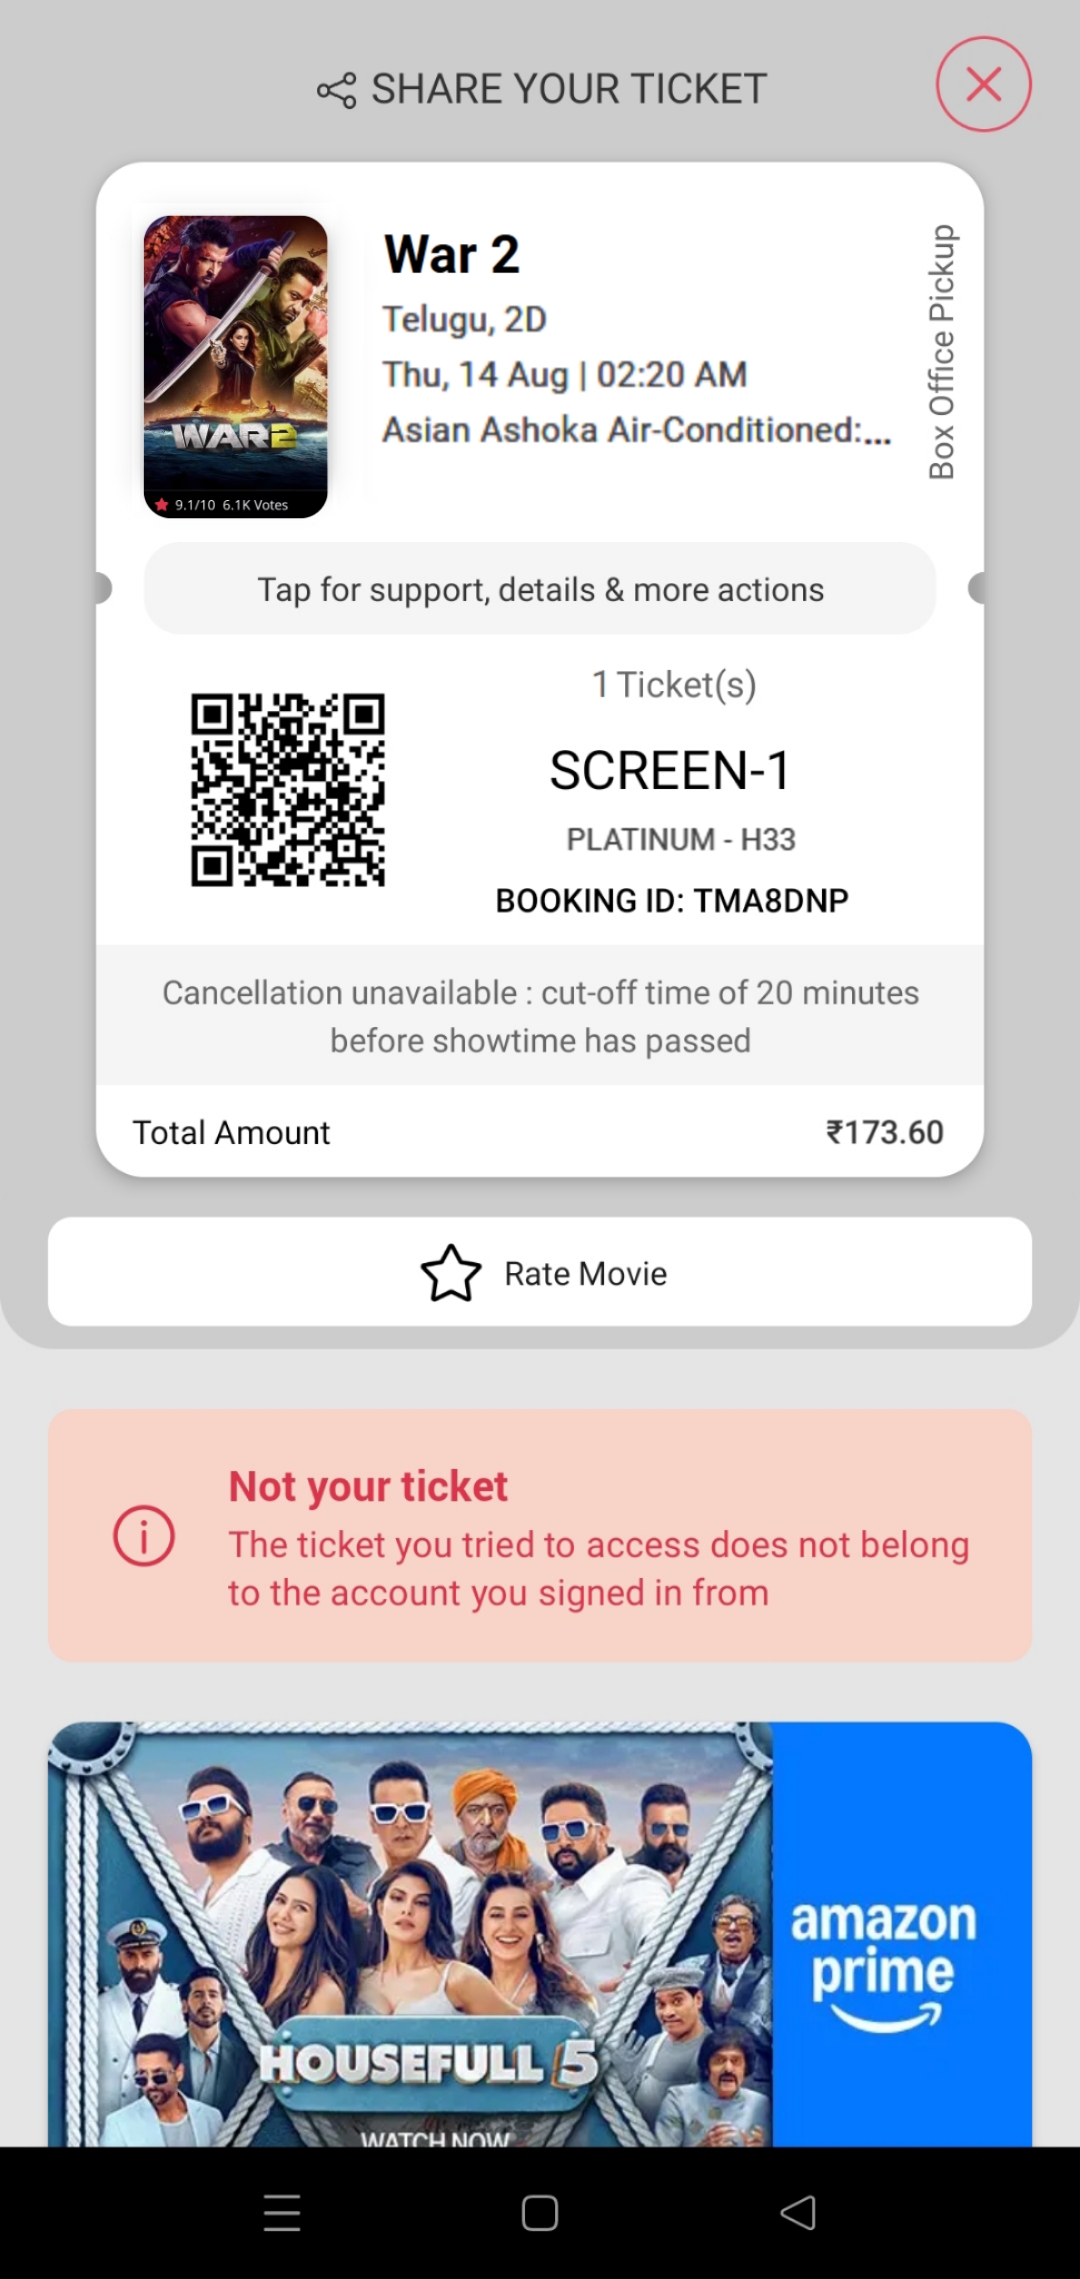 SHARE YOUR TICKET
War 2
Telugu, 2D
Thu, 14 Aug | 02:20 AM
Asian Ashoka Air-Conditioned:...
Box Office Pickup
WAR2
9.1/10 6.1K Votes
Tap for support, details & more actions
1 Ticket(s)
SCREEN-1
PLATINUM - H33
BOOKING ID: TMA8DNP
Cancellation unavailable : cut-off time of 20 minutes
before showtime has passed
Total Amount ₹173.60
Rate Movie
Not your ticket
The ticket you tried to access does not belong
to the account you signed in from
HOUSEFULL 5
WATCH NOW
amazon
prime